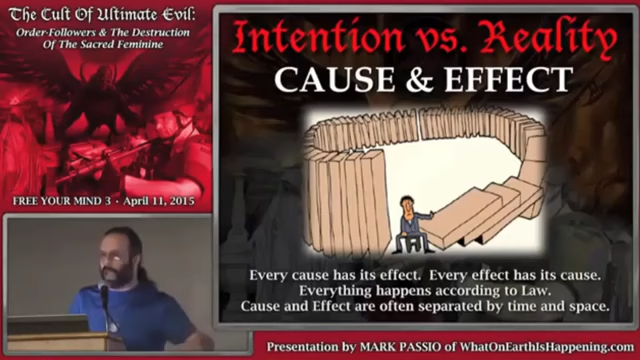 The Cult Of Ultimate Evil:
Order-Followers & The Destruction
Of The Sacred Feminine
FREE YOUR MIND 3 · April 11, 2015
Intention vs. Reality
CAUSE & EFFECT
Every cause has its effect. Every effect has its cause.
Everything happens according to Law.
Cause and Effect are often separated by time and space.
Presentation by MARK PASSIO of WhatOnEarthIsHappening.com